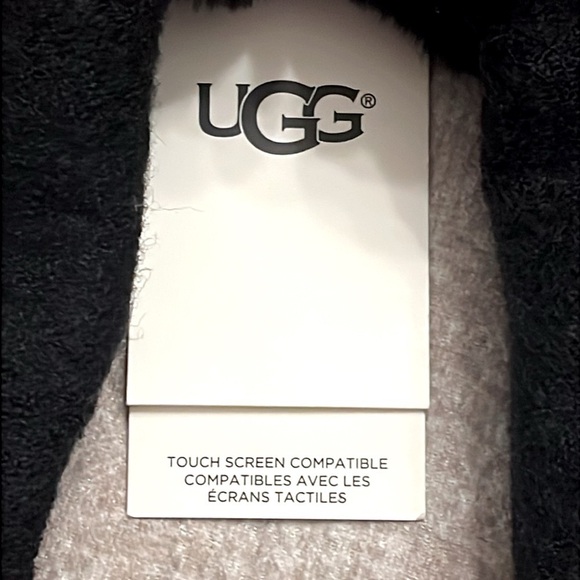 UGG®
TOUCH SCREEN COMPATIBLE
COMPATIBLES AVEC LES
ÉCRANS TACTILES